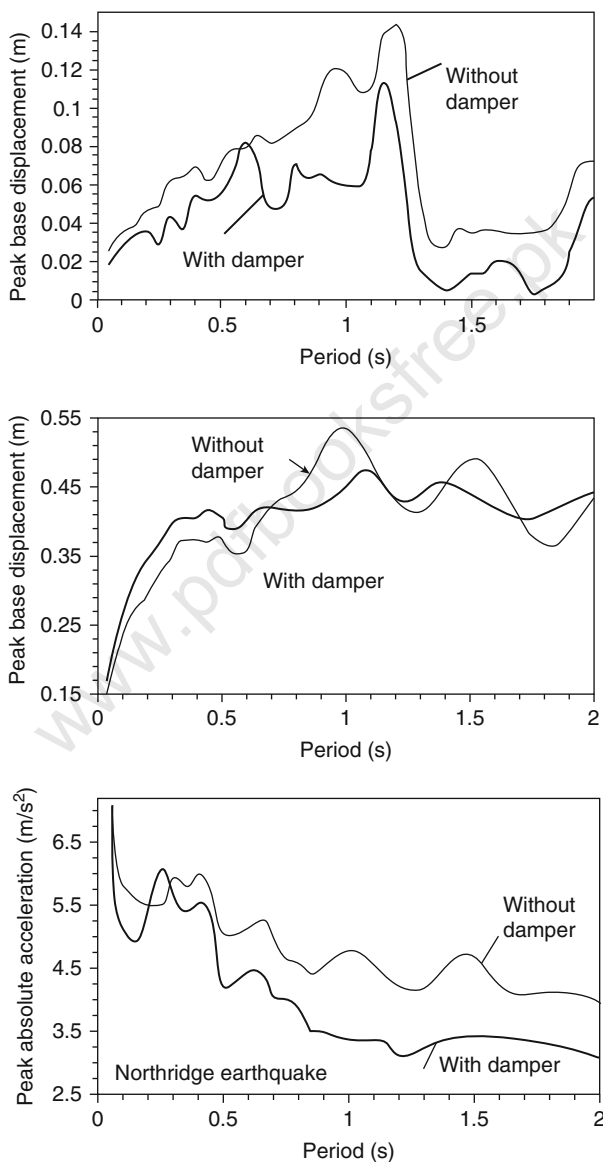 Peak base displacement (m)
0.14
0.12
0.1
0.08
0.06
0.04
0.02
0
Without
damper
With damper
0
0.5
1
1.5
Period (s)
Peak base displacement (m)
0.55
0.45
0.35
0.25
0.15
Without
damper
With damper
0
0.5
1
1.5
2
Period (s)
Peak absolute acceleration (m/s²)
6.5
5.5
4.5
3.5
2.5
Without
damper
With damper
Northridge earthquake
0
0.5
1
1.5
2
Period (s)
www.pdfbooksfree.pk